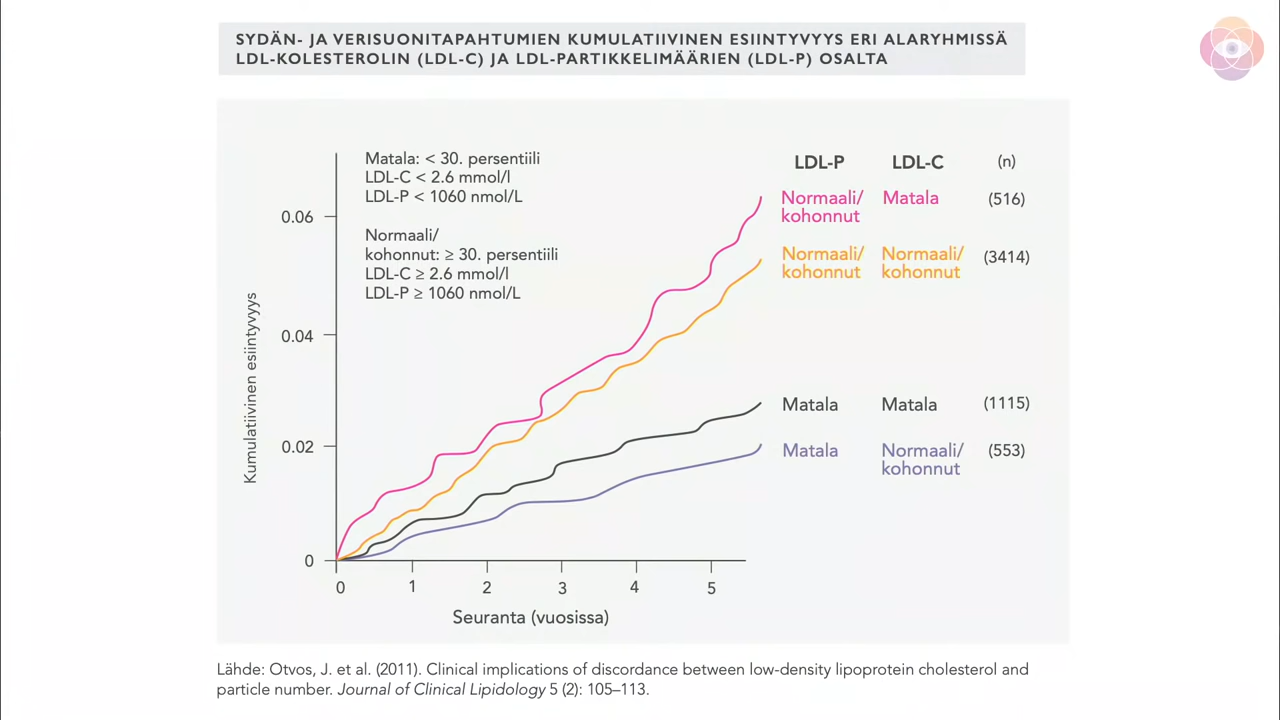 SYDÄN- JA VERISUONITAPAHTUMIEN KUMULATIIVINEN ESIINTYVYYS ERI ALARYHMISSÄ
LDL-KOLESTEROLIN (LDL-C) JA LDL-PARTIKKELIMÄÄRIEN (LDL-P) OSALTA
Matala: < 30. persentiili
LDL-C < 2.6 mmol/l
LDL-P < 1060 nmol/L
Normaali/
kohonnut: ≥ 30. persentiili
LDL-C ≥ 2.6 mmol/l
LDL-P ≥ 1060 nmol/L
Kumulatiivinen esiintyvyys
0.06
0.04
0.02
0
0 1 2 3 4 5
Seuranta (vuosissa)
LDL-P LDL-C (n)
Normaali/ Matala (516)
kohonnut
Normaali/ Normaali/ (3414)
kohonnut kohonnut
Matala Matala (1115)
Matala Normaali/ (553)
kohonnut
Lähde: Otvos, J. et al. (2011). Clinical implications of discordance between low-density lipoprotein cholesterol and
particle number. Journal of Clinical Lipidology 5 (2): 105–113.